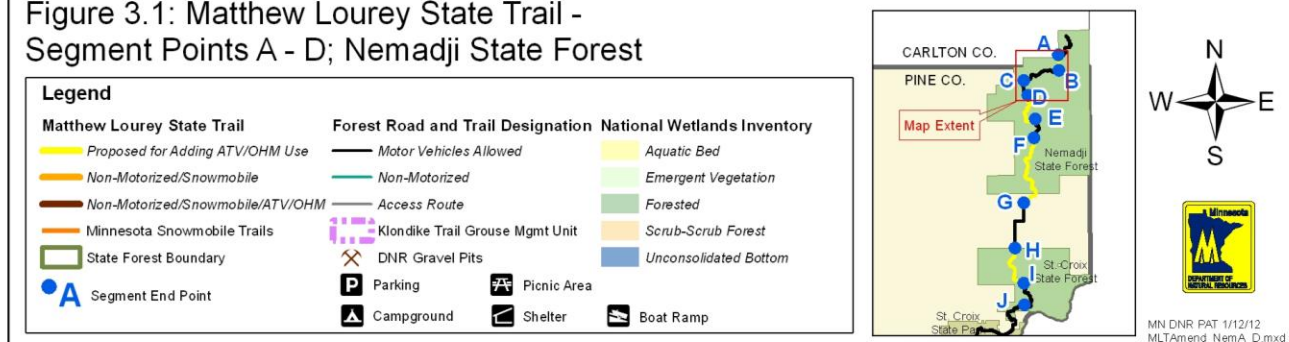 Figure 3.1: Matthew Lourey State Trail -
Segment Points A - D; Nemadji State Forest
Legend
Matthew Lourey State Trail
Proposed for Adding ATV/OHM Use
Non-Motorized/Snowmobile
Non-Motorized/Snowmobile/ATV/OHM
Minnesota Snowmobile Trails
State Forest Boundary
A Segment End Point
Forest Road and Trail Designation
Motor Vehicles Allowed
Non-Motorized
Access Route
Klondike Trail Grouse Mgmt Unit
DNR Gravel Pits
P Parking
Picnic Area
Campground
Shelter
Boat Ramp
National Wetlands Inventory
Aquatic Bed
Emergent Vegetation
Forested
Scrub-Scrub Forest
Unconsolidated Bottom
CARLTON CO.
PINE CO.
A
B
C
D
Map Extent
E
F
Nemadji
State Forest
G
H
St. Croix
State Forest
I
J
St. Croix
State Pa
N
W E
S
Minnesota
DEPARTMENT OF
NATURAL RESOURCES
MN DNR PAT 1/12/12
MLTAmend_NemA_D.mxd